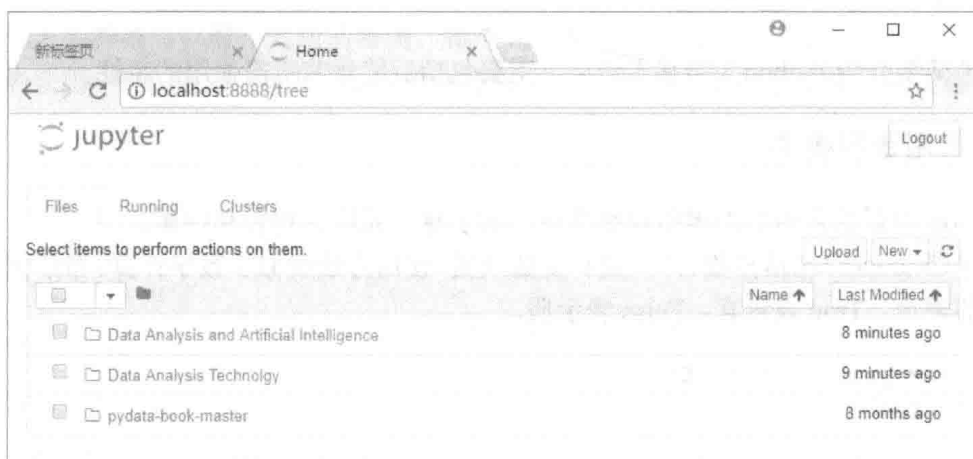 新标签页
Home
localhost:8888/tree
jupyter
Logout
Files Running Clusters
Select items to perform actions on them.
Upload New
Name Last Modified
Data Analysis and Artificial Intelligence 8 minutes ago
Data Analysis Technolgy 9 minutes ago
pydata-book-master 8 months ago